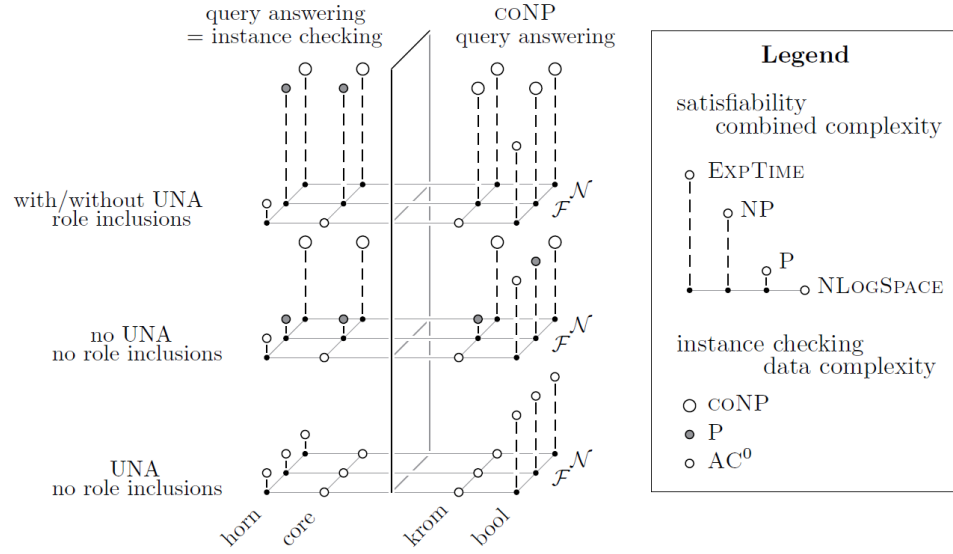 query answering
= instance checking
coNP
query answering
with/without UNA
role inclusions
𝒩
ℱ
no UNA
no role inclusions
𝒩
ℱ
UNA
no role inclusions
𝒩
ℱ
horn
core
krom
bool
Legend
satisfiability
combined complexity
ExpTime
NP
P
NLogSpace
instance checking
data complexity
coNP
P
AC⁰